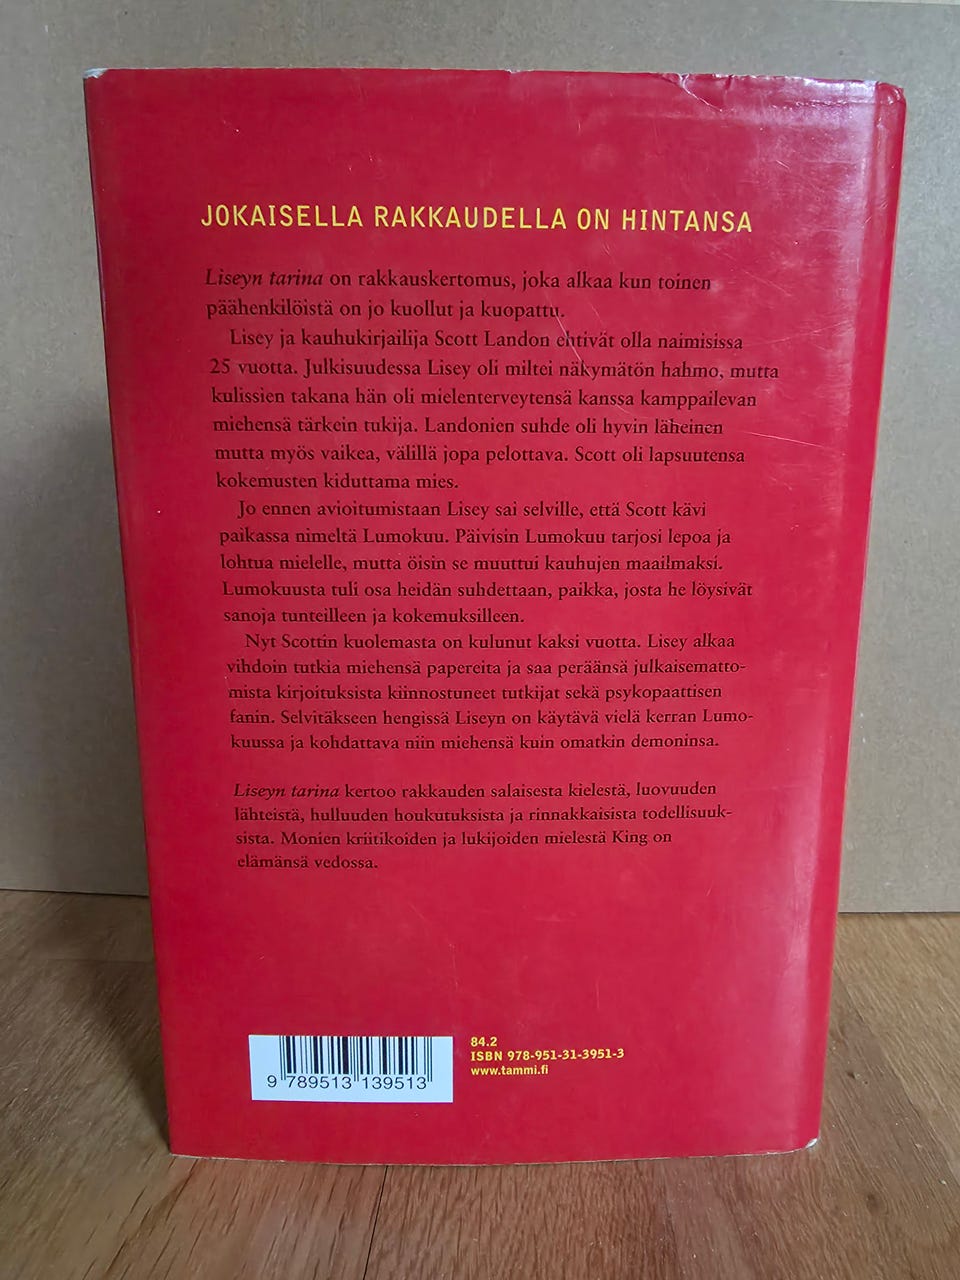 JOKAISELLA RAKKAUDELLA ON HINTANSA
Liseyn tarina on rakkauskertomus, joka alkaa kun toinen
päähenkilöistä on jo kuollut ja kuopattu.
Lisey ja kauhukirjailija Scott Landon ehtivät olla naimisissa
25 vuotta. Julkisuudessa Lisey oli miltei näkymätön hahmo, mutta
kulissien takana hän oli mielenterveytensä kanssa kamppailevan
miehensä tärkein tukija. Landonien suhde oli hyvin läheinen
mutta myös vaikea, välillä jopa pelottava. Scott oli lapsuutensa
kokemusten kiduttama mies.
Jo ennen avioitumistaan Lisey sai selville, että Scott kävi
paikassa nimeltä Lumokuu. Päivisin Lumokuu tarjosi lepoa ja
lohtua mielelle, mutta öisin se muuttui kauhujen maailmaksi.
Lumokuusta tuli osa heidän suhdettaan, paikka, josta he löysivät
sanoja tunteilleen ja kokemuksilleen.
Nyt Scottin kuolemasta on kulunut kaksi vuotta. Lisey alkaa
vihdoin tutkia miehensä papereita ja saa peräänsä julkaisematto-
mista kirjoituksista kiinnostuneet tutkijat sekä psykopaattisen
fanin. Selvitäkseen hengissä Liseyn on käytävä vielä kerran Lumo-
kuussa ja kohdattava niin miehensä kuin omatkin demoninsa.
Liseyn tarina kertoo rakkauden salaisesta kielestä, luovuuden
lähteistä, hulluuden houkutuksista ja rinnakkaisista todellisuuk-
sista. Monien kriitikoiden ja lukijoiden mielestä King on
elämänsä vedossa.
84.2
ISBN 978-951-31-3951-3
www.tammi.fi
9 789513 139513